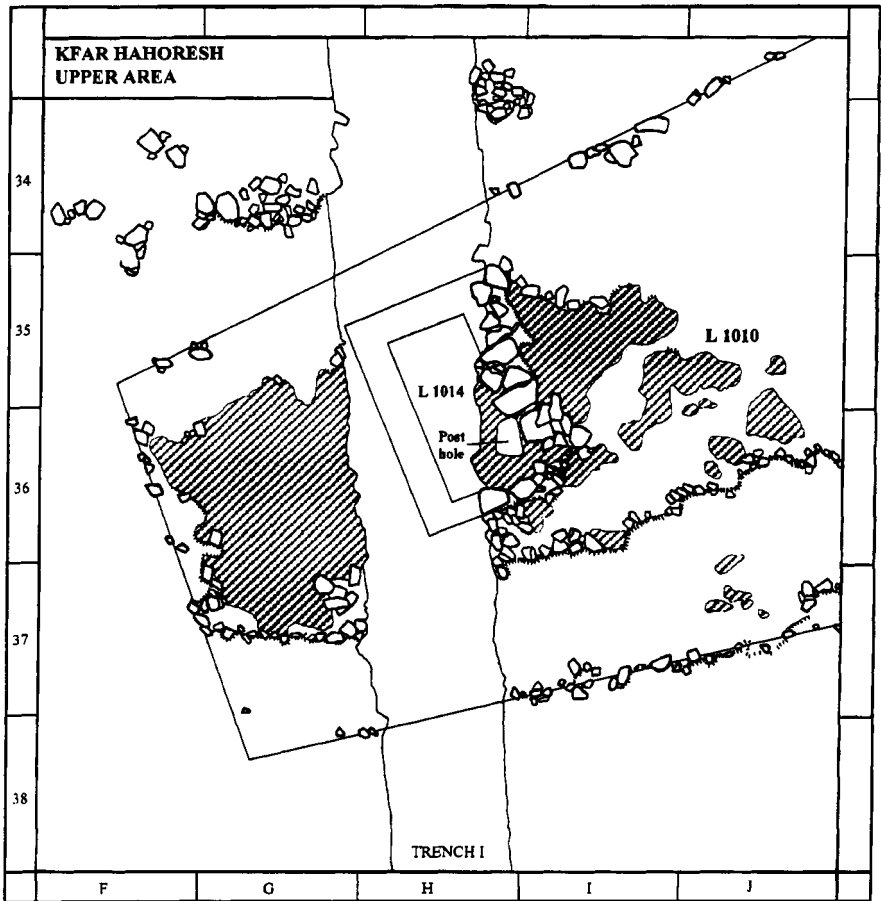 KFAR HAHORESH
UPPER AREA
34
35
L 1010
L 1014
Post
hole
36
37
38
TRENCH I
F G H I J